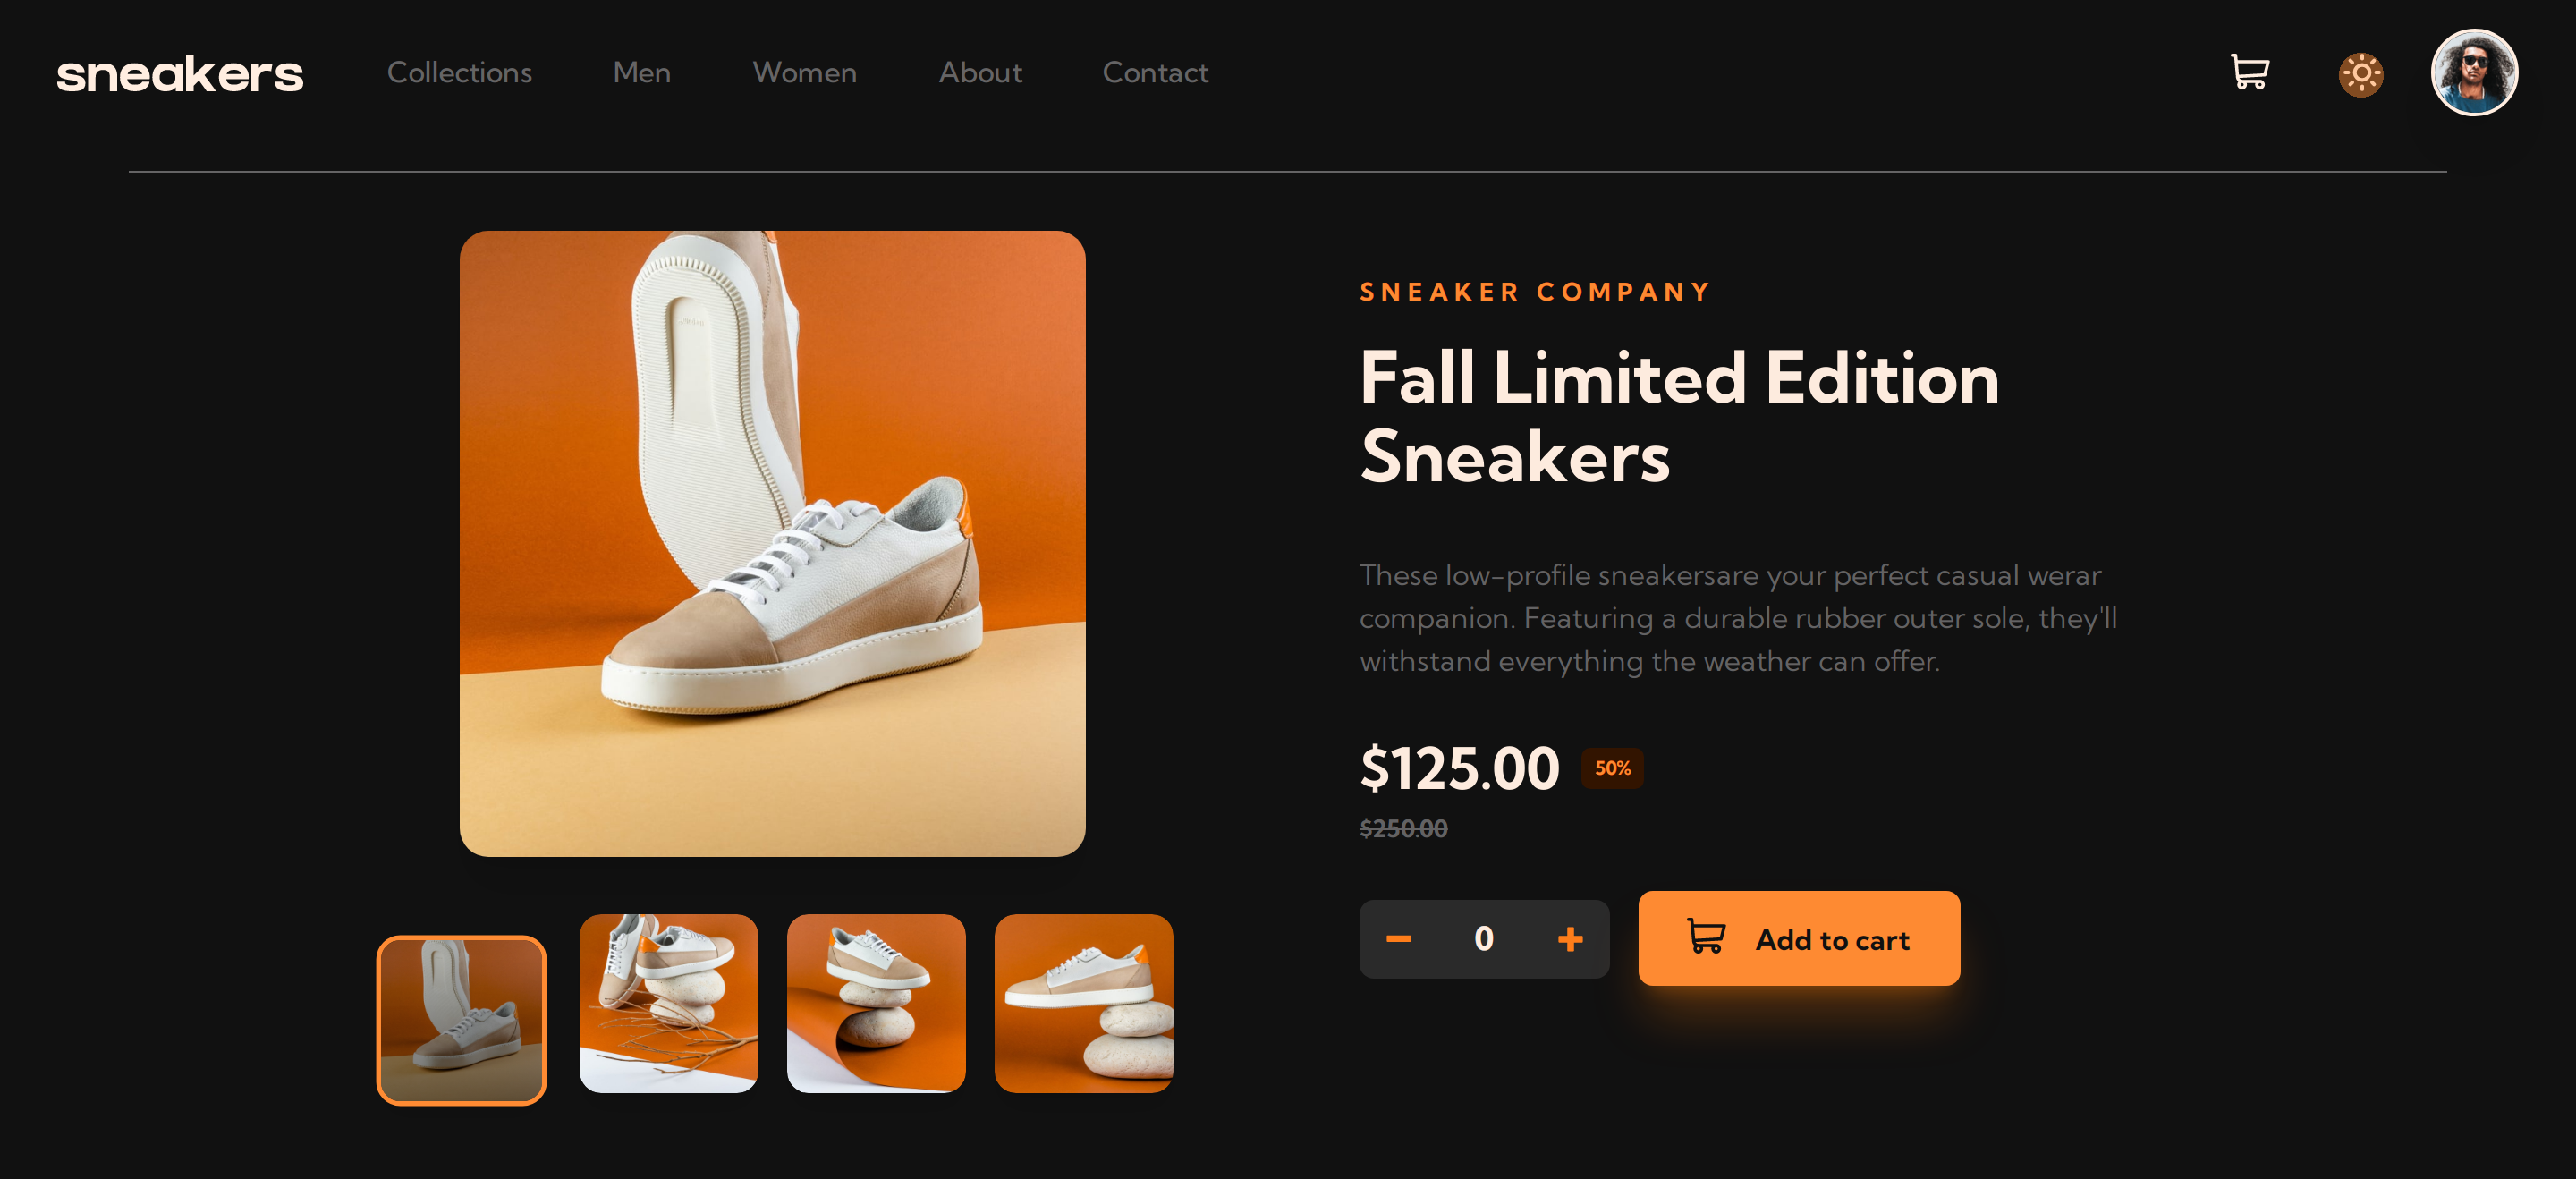 sneakers
Collections Men Women About Contact
SNEAKER COMPANY
Fall Limited Edition
Sneakers
These low-profile sneakersare your perfect casual werar
companion. Featuring a durable rubber outer sole, they'll
withstand everything the weather can offer.
$125.00 50%
$250.00
0
Add to cart